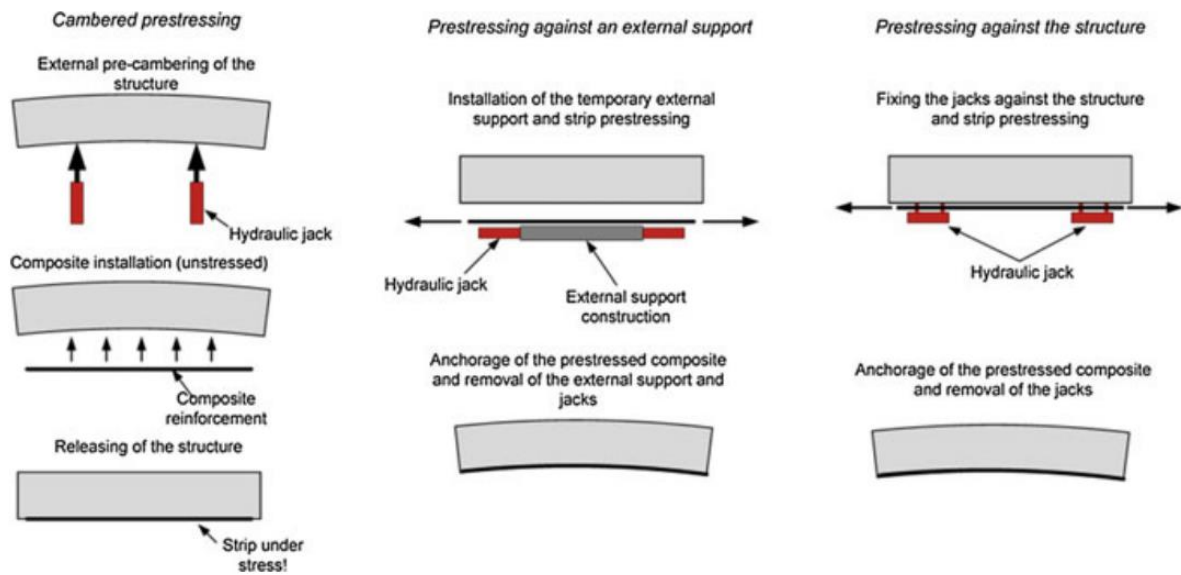 Cambered prestressing
External pre-cambering of the
structure
Hydraulic jack
Composite installation (unstressed)
Composite
reinforcement
Releasing of the structure
Strip under
stress!
Prestressing against an external support
Installation of the temporary external
support and strip prestressing
Hydraulic jack
External support
construction
Anchorage of the prestressed composite
and removal of the external support and
jacks
Prestressing against the structure
Fixing the jacks against the structure
and strip prestressing
Hydraulic jack
Anchorage of the prestressed composite
and removal of the jacks